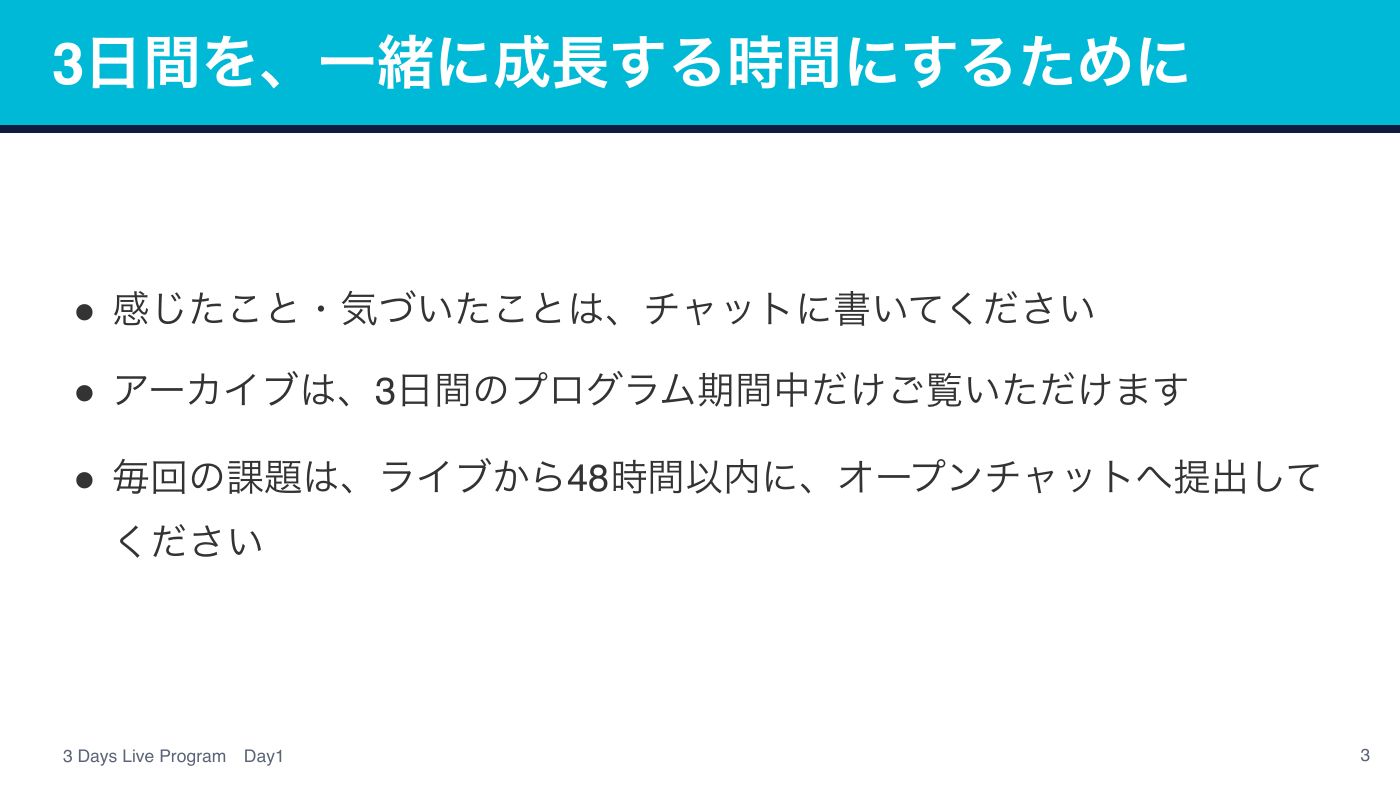 3日間を、一緒に成長する時間にするために
● 感じたこと・気づいたことは、チャットに書いてください
● アーカイブは、3日間のプログラム期間中だけご覧いただけます
● 毎回の課題は、ライブから48時間以内に、オープンチャットへ提出して
ください
3 Days Live Program　Day1
3